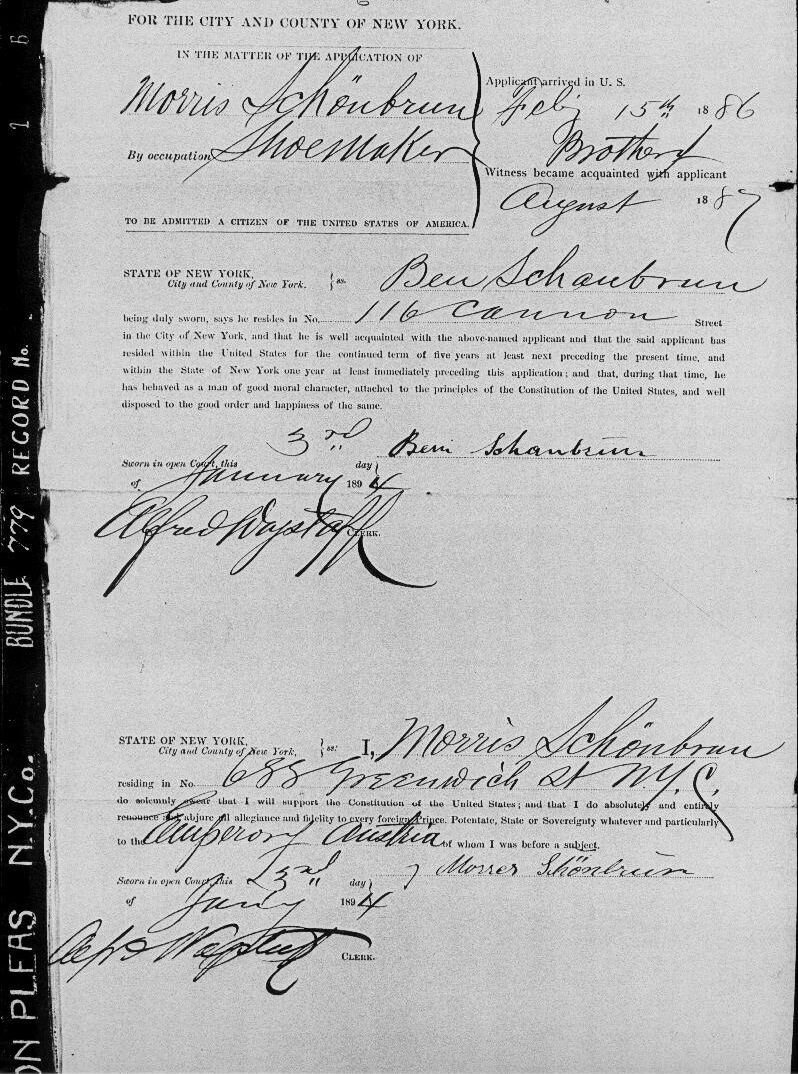 FOR THE CITY AND COUNTY OF NEW YORK.
IN THE MATTER OF THE APPLICATION OF
Morris Schönbrun
By occupation Shoemaker
TO BE ADMITTED A CITIZEN OF THE UNITED STATES OF AMERICA.
Applicant arrived in U. S.
15th 1886
Brother
Witness became acquainted with applicant
August 1887
STATE OF NEW YORK,
City and County of New York. ss.
Ben Schanbrun
being duly sworn, says he resides in No. 116 Cannon Street
in the City of New York, and that he is well acquainted with the above-named applicant and that the said applicant has
resided within the United States for the continued term of five years at least next preceding the present time, and
within the State of New York one year at least immediately preceding this application; and that, during that time, he
has behaved as a man of good moral character, attached to the principles of the Constitution of the United States, and well
disposed to the good order and happiness of the same.
Sworn in open Court, this 3rd day
of January 1894
Schanbrun
Alfred Wagstaff
CLERK.
STATE OF NEW YORK,
City and County of New York, ss:
I, Morris Schönbrun
residing in No. Greenwich St N.Y.C.
do solemnly swear that I will support the Constitution of the United States; and that I do absolutely and entirely
renounce and abjure all allegiance and fidelity to every foreign Prince, Potentate, State or Sovereignty whatever and particularly
to the Emperor of Austria of whom I was before a subject.
Sworn in open Court, this 3rd day
of Jany 1894
Morres Schönbrun
CLERK.
ON PLEAS N.Y.Co. BUNDLE 779 RECORD No.